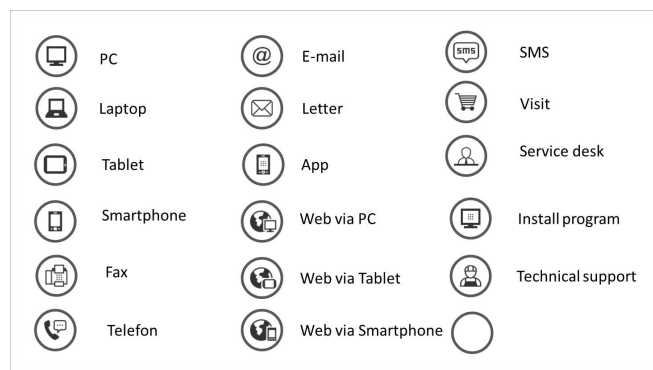 PC
Laptop
Tablet
Smartphone
Fax
Telefon
@
E-mail
Letter
App
Web via PC
Web via Tablet
Web via Smartphone
sms
SMS
Visit
Service desk
Install program
Technical support